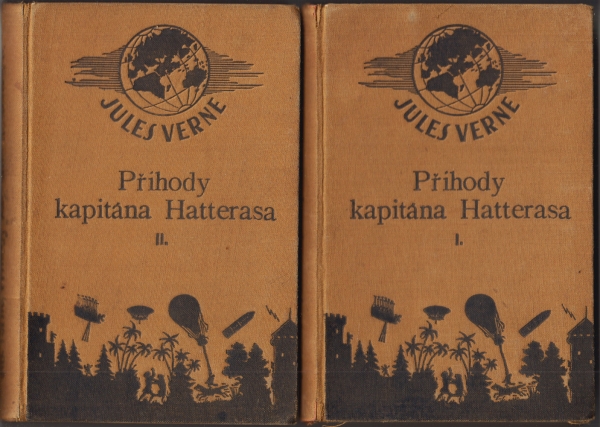 JULES VERNE
Příhody
kapitána Hatterasa
II.
JULES VERNE
Příhody
kapitána Hatterasa
I.